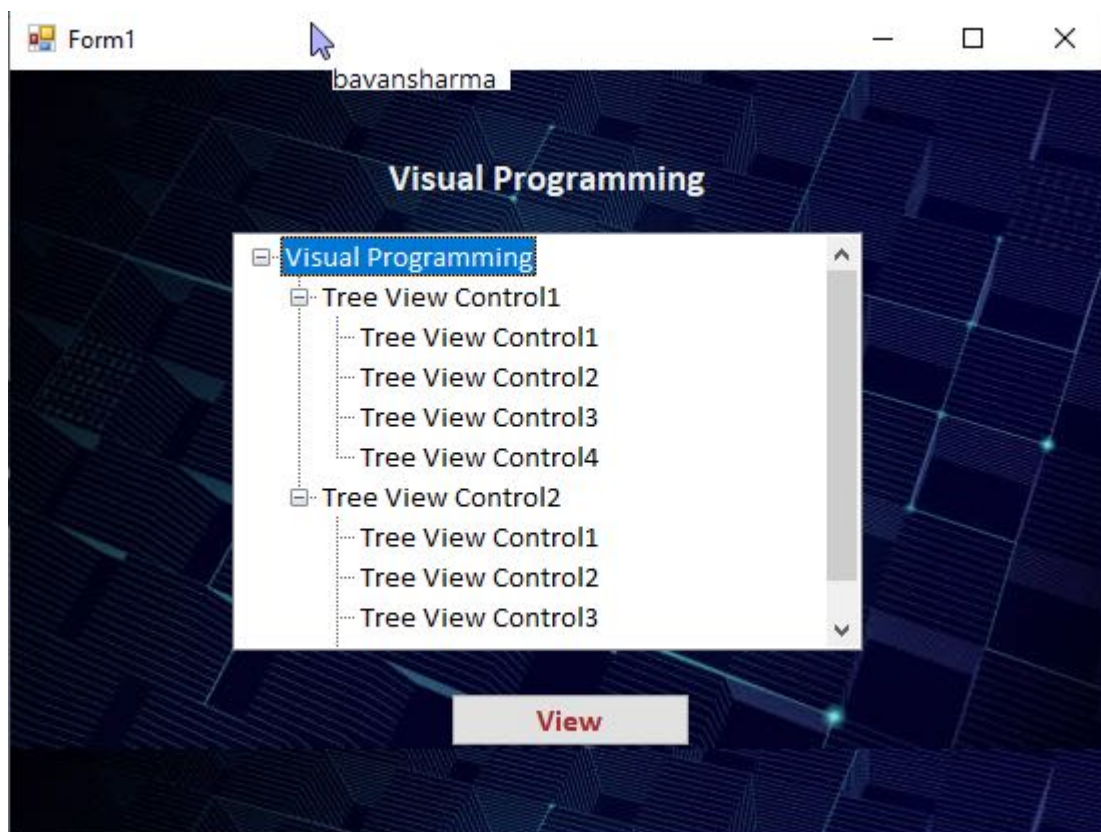 Form1
bavansharma
Visual Programming
Visual Programming
Tree View Control1
Tree View Control1
Tree View Control2
Tree View Control3
Tree View Control4
Tree View Control2
Tree View Control1
Tree View Control2
Tree View Control3
View